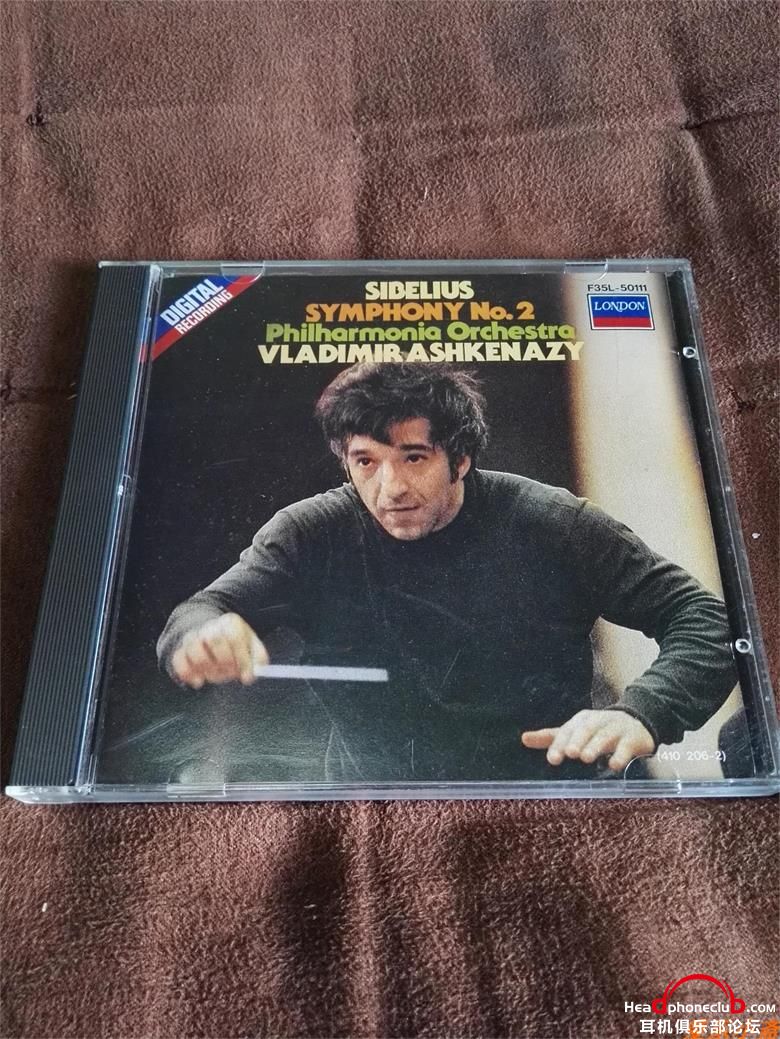 DIGITAL
RECORDING
SIBELIUS
SYMPHONY No. 2
Philharmonia Orchestra
VLADIMIR ASHKENAZY
F35L-50111
LONDON
(410 206-2)
Headphoneclub.COM
耳机俱乐部论坛